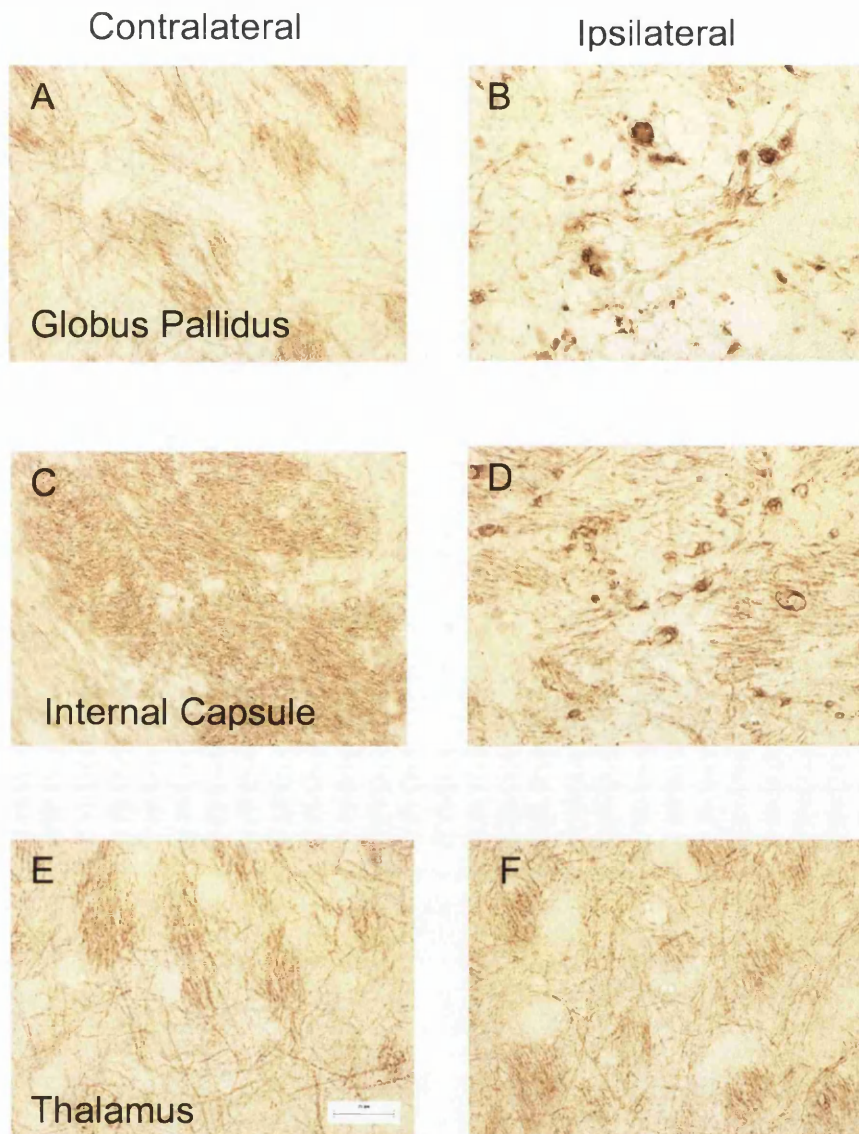 Contralateral
Ipsilateral
A
B
Globus Pallidus
C
D
Internal Capsule
E
F
Thalamus